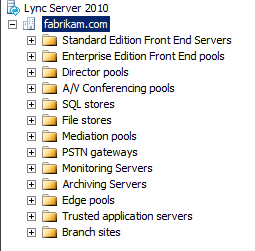 Lync Server 2010
fabrikam.com
Standard Edition Front End Servers
Enterprise Edition Front End pools
Director pools
A/V Conferencing pools
SQL stores
File stores
Mediation pools
PSTN gateways
Monitoring Servers
Archiving Servers
Edge pools
Trusted application servers
Branch sites